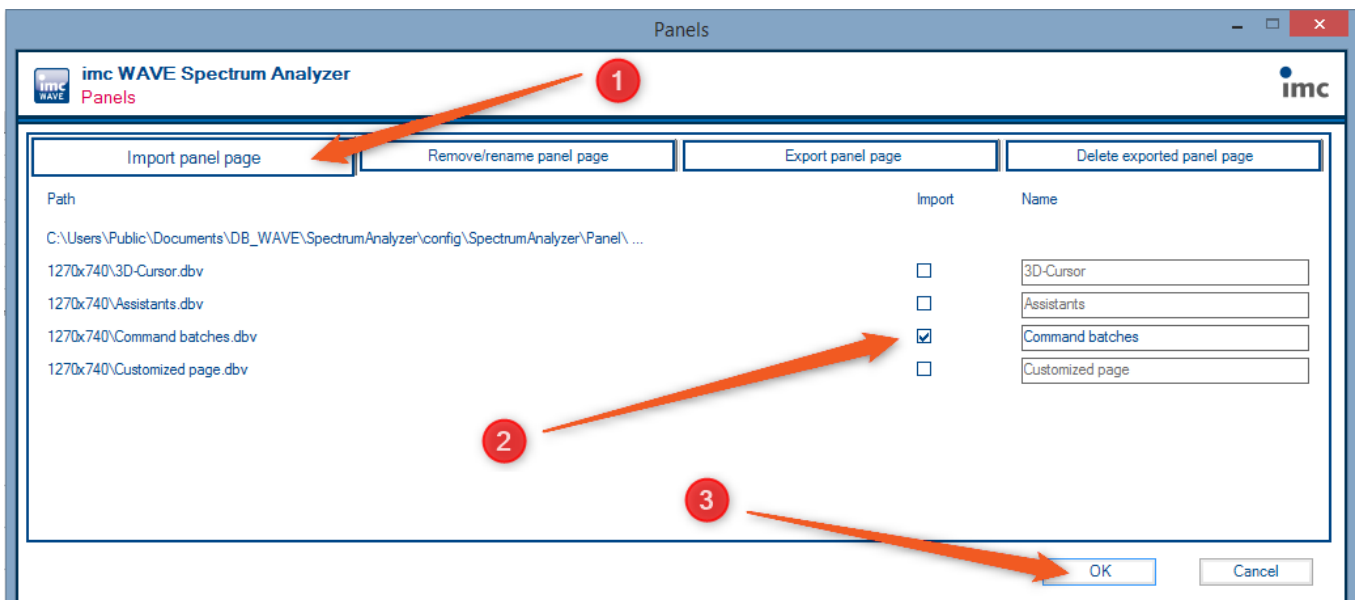 Panels
imc WAVE Spectrum Analyzer
Panels
imc
WAVE
imc
1
Import panel page Remove/rename panel page Export panel page Delete exported panel page
Path Import Name
C:\Users\Public\Documents\DB_WAVE\SpectrumAnalyzer\config\SpectrumAnalyzer\Panel\ ...
1270x740\3D-Cursor.dbv 3D-Cursor
1270x740\Assistants.dbv Assistants
1270x740\Command batches.dbv Command batches
1270x740\Customized page.dbv Customized page
2
3
OK Cancel